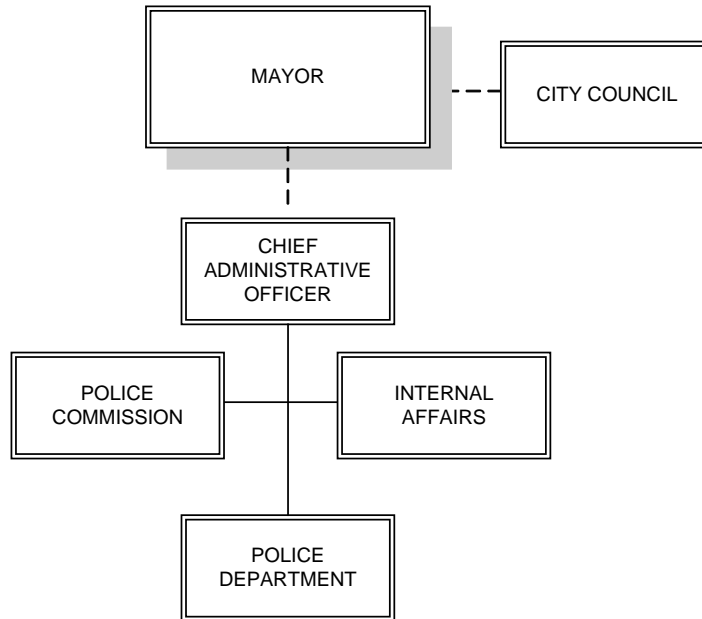 MAYOR
CITY COUNCIL
CHIEF
ADMINISTRATIVE
OFFICER
POLICE
COMMISSION
INTERNAL
AFFAIRS
POLICE
DEPARTMENT